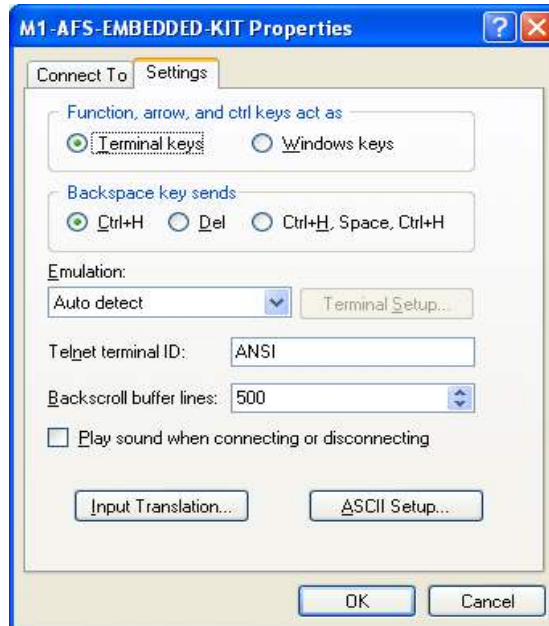 M1-AFS-EMBEDDED-KIT Properties
Connect To Settings
Function, arrow, and ctrl keys act as
Terminal keys Windows keys
Backspace key sends
Ctrl+H Del Ctrl+H, Space, Ctrl+H
Emulation:
Auto detect Terminal Setup...
Telnet terminal ID: ANSI
Backscroll buffer lines: 500
Play sound when connecting or disconnecting
Input Translation... ASCII Setup...
OK Cancel